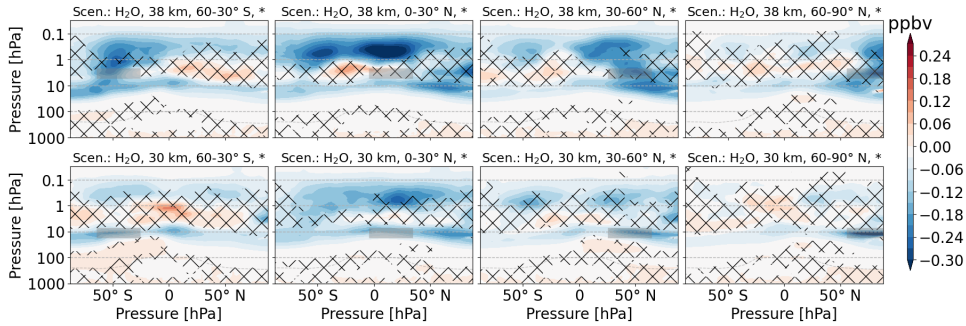 Scen.: H₂O, 38 km, 60-30° S, *
Scen.: H₂O, 38 km, 0-30° N, *
Scen.: H₂O, 38 km, 30-60° N, *
Scen.: H₂O, 38 km, 60-90° N, *
ppbv
Pressure [hPa]
0.1
1
10
100
1000
0.24
0.18
0.12
0.06
0.00
−0.06
−0.12
−0.18
−0.24
−0.30
Scen.: H₂O, 30 km, 60-30° S, *
Scen.: H₂O, 30 km, 0-30° N, *
Scen.: H₂O, 30 km, 30-60° N, *
Scen.: H₂O, 30 km, 60-90° N, *
Pressure [hPa]
0.1
1
10
100
1000
50° S 0 50° N
50° S 0 50° N
50° S 0 50° N
50° S 0 50° N
Pressure [hPa]
Pressure [hPa]
Pressure [hPa]
Pressure [hPa]